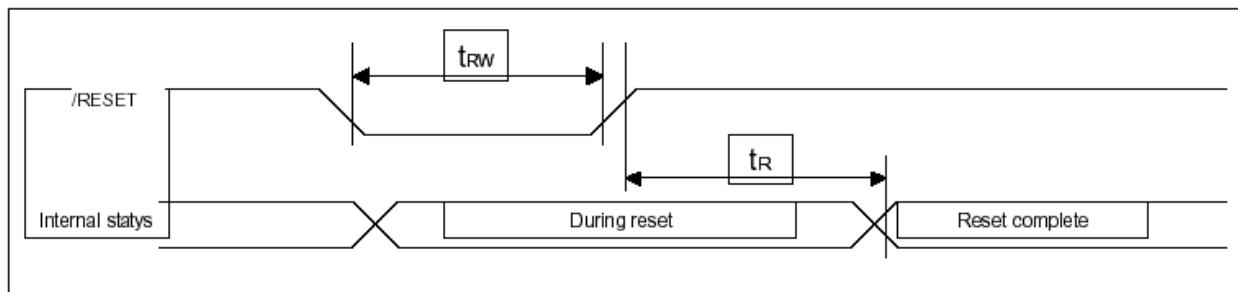 tRW
/RESET
tR
Internal statys
During reset
Reset complete